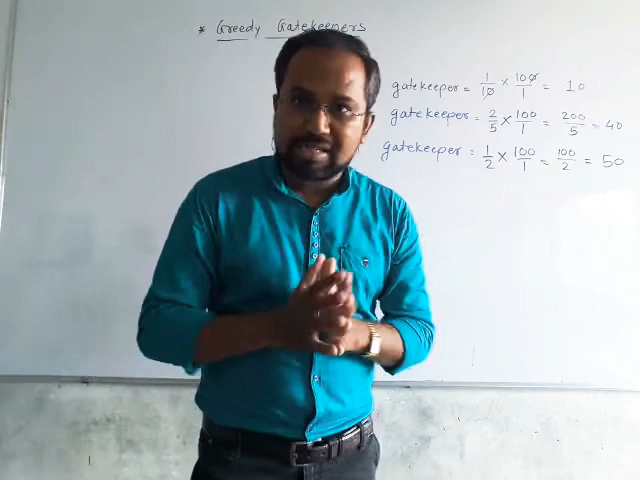 * Greedy Gatekeepers
gatekeeper = 1/10 × 100/1 = 10
gatekeeper = 2/5 × 100/1 = 200/5 = 40
gatekeeper = 1/2 × 100/1 = 100/2 = 50